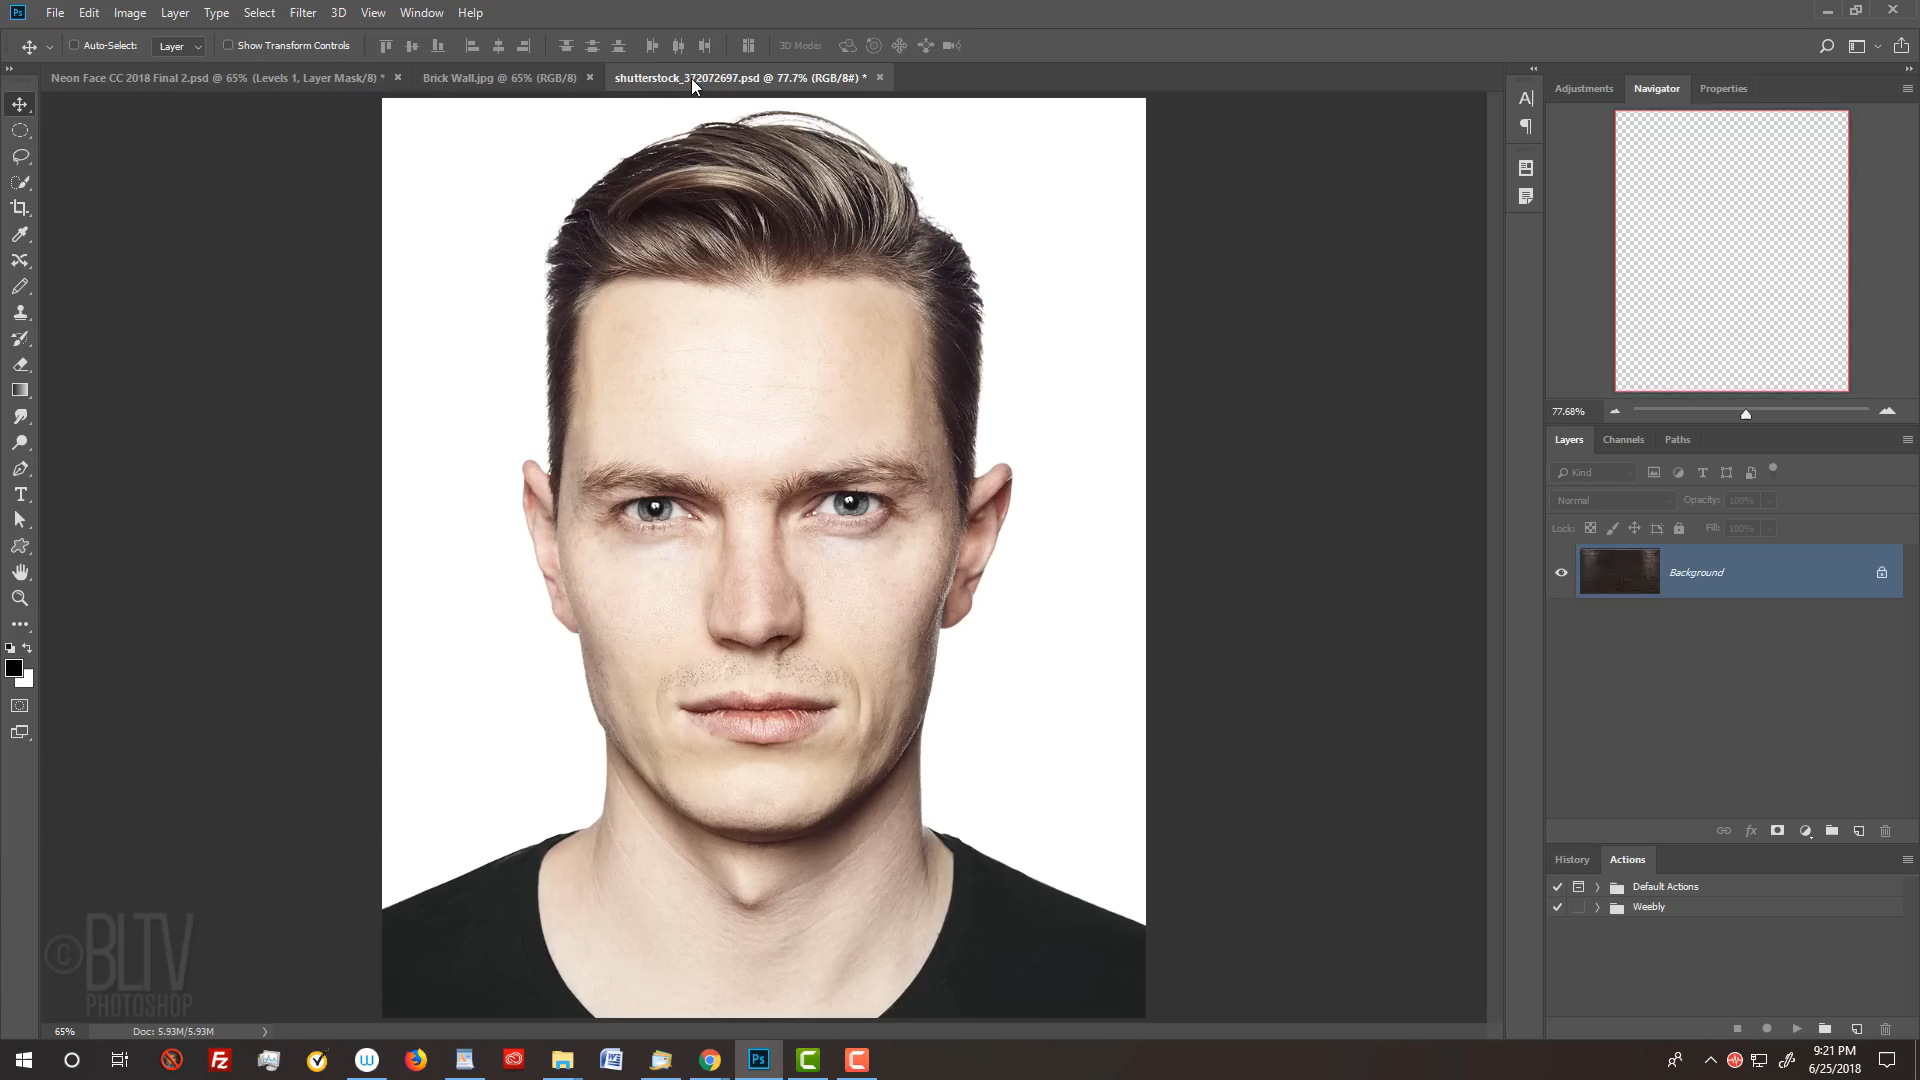 Ps File Edit Image Layer Type Select Filter 3D View Window Help
Auto-Select: Layer Show Transform Controls 3D Mode:
Neon Face CC 2018 Final 2.psd @ 65% (Levels 1, Layer Mask/8) * × Brick Wall.jpg @ 65% (RGB/8) × shutterstock_372072697.psd @ 77.7% (RGB/8#) * ×
Adjustments Navigator Properties
77.68%
Layers Channels Paths
Kind
Normal Opacity: 100%
Lock: Fill: 100%
Background
History Actions
Default Actions
Weebly
© BLTV
PHOTOSHOP
65% Doc: 5.93M/5.93M
9:21 PM
6/25/2018